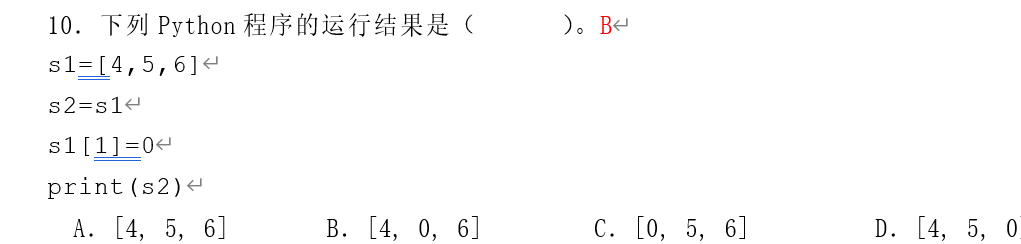 10. 下列 Python 程序的运行结果是（　　　）。B↵
s1=[4,5,6]↵
s2=s1↵
s1[1]=0↵
print(s2)↵
A. [4, 5, 6]　　B. [4, 0, 6]　　C. [0, 5, 6]　　D. [4, 5, 0]